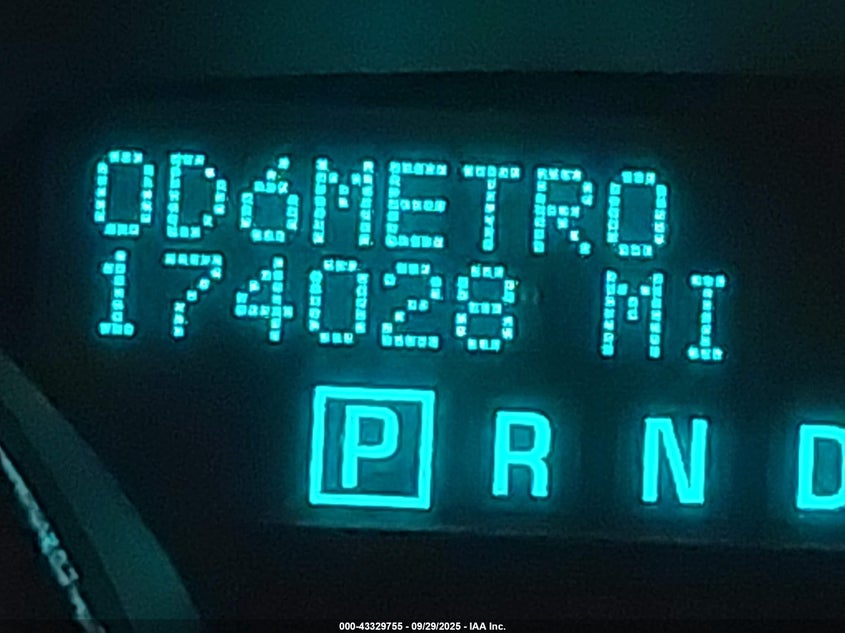 ODóMETRO
174028 MI
P R N D
000-43329755 - 09/29/2025 - IAA Inc.